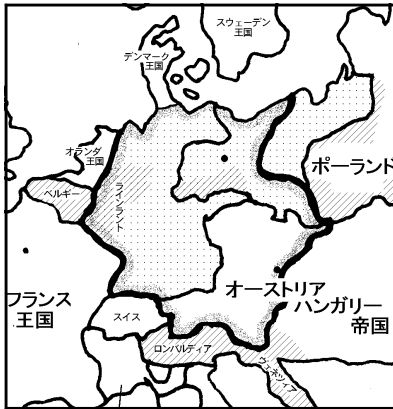 スウェーデン
王国
デンマーク
王国
オランダ
王国
ポーランド
ベルギー
ラインラント
オーストリア
ハンガリー
帝国
フランス
王国
スイス
ロンバルディア
ヴェネツィア